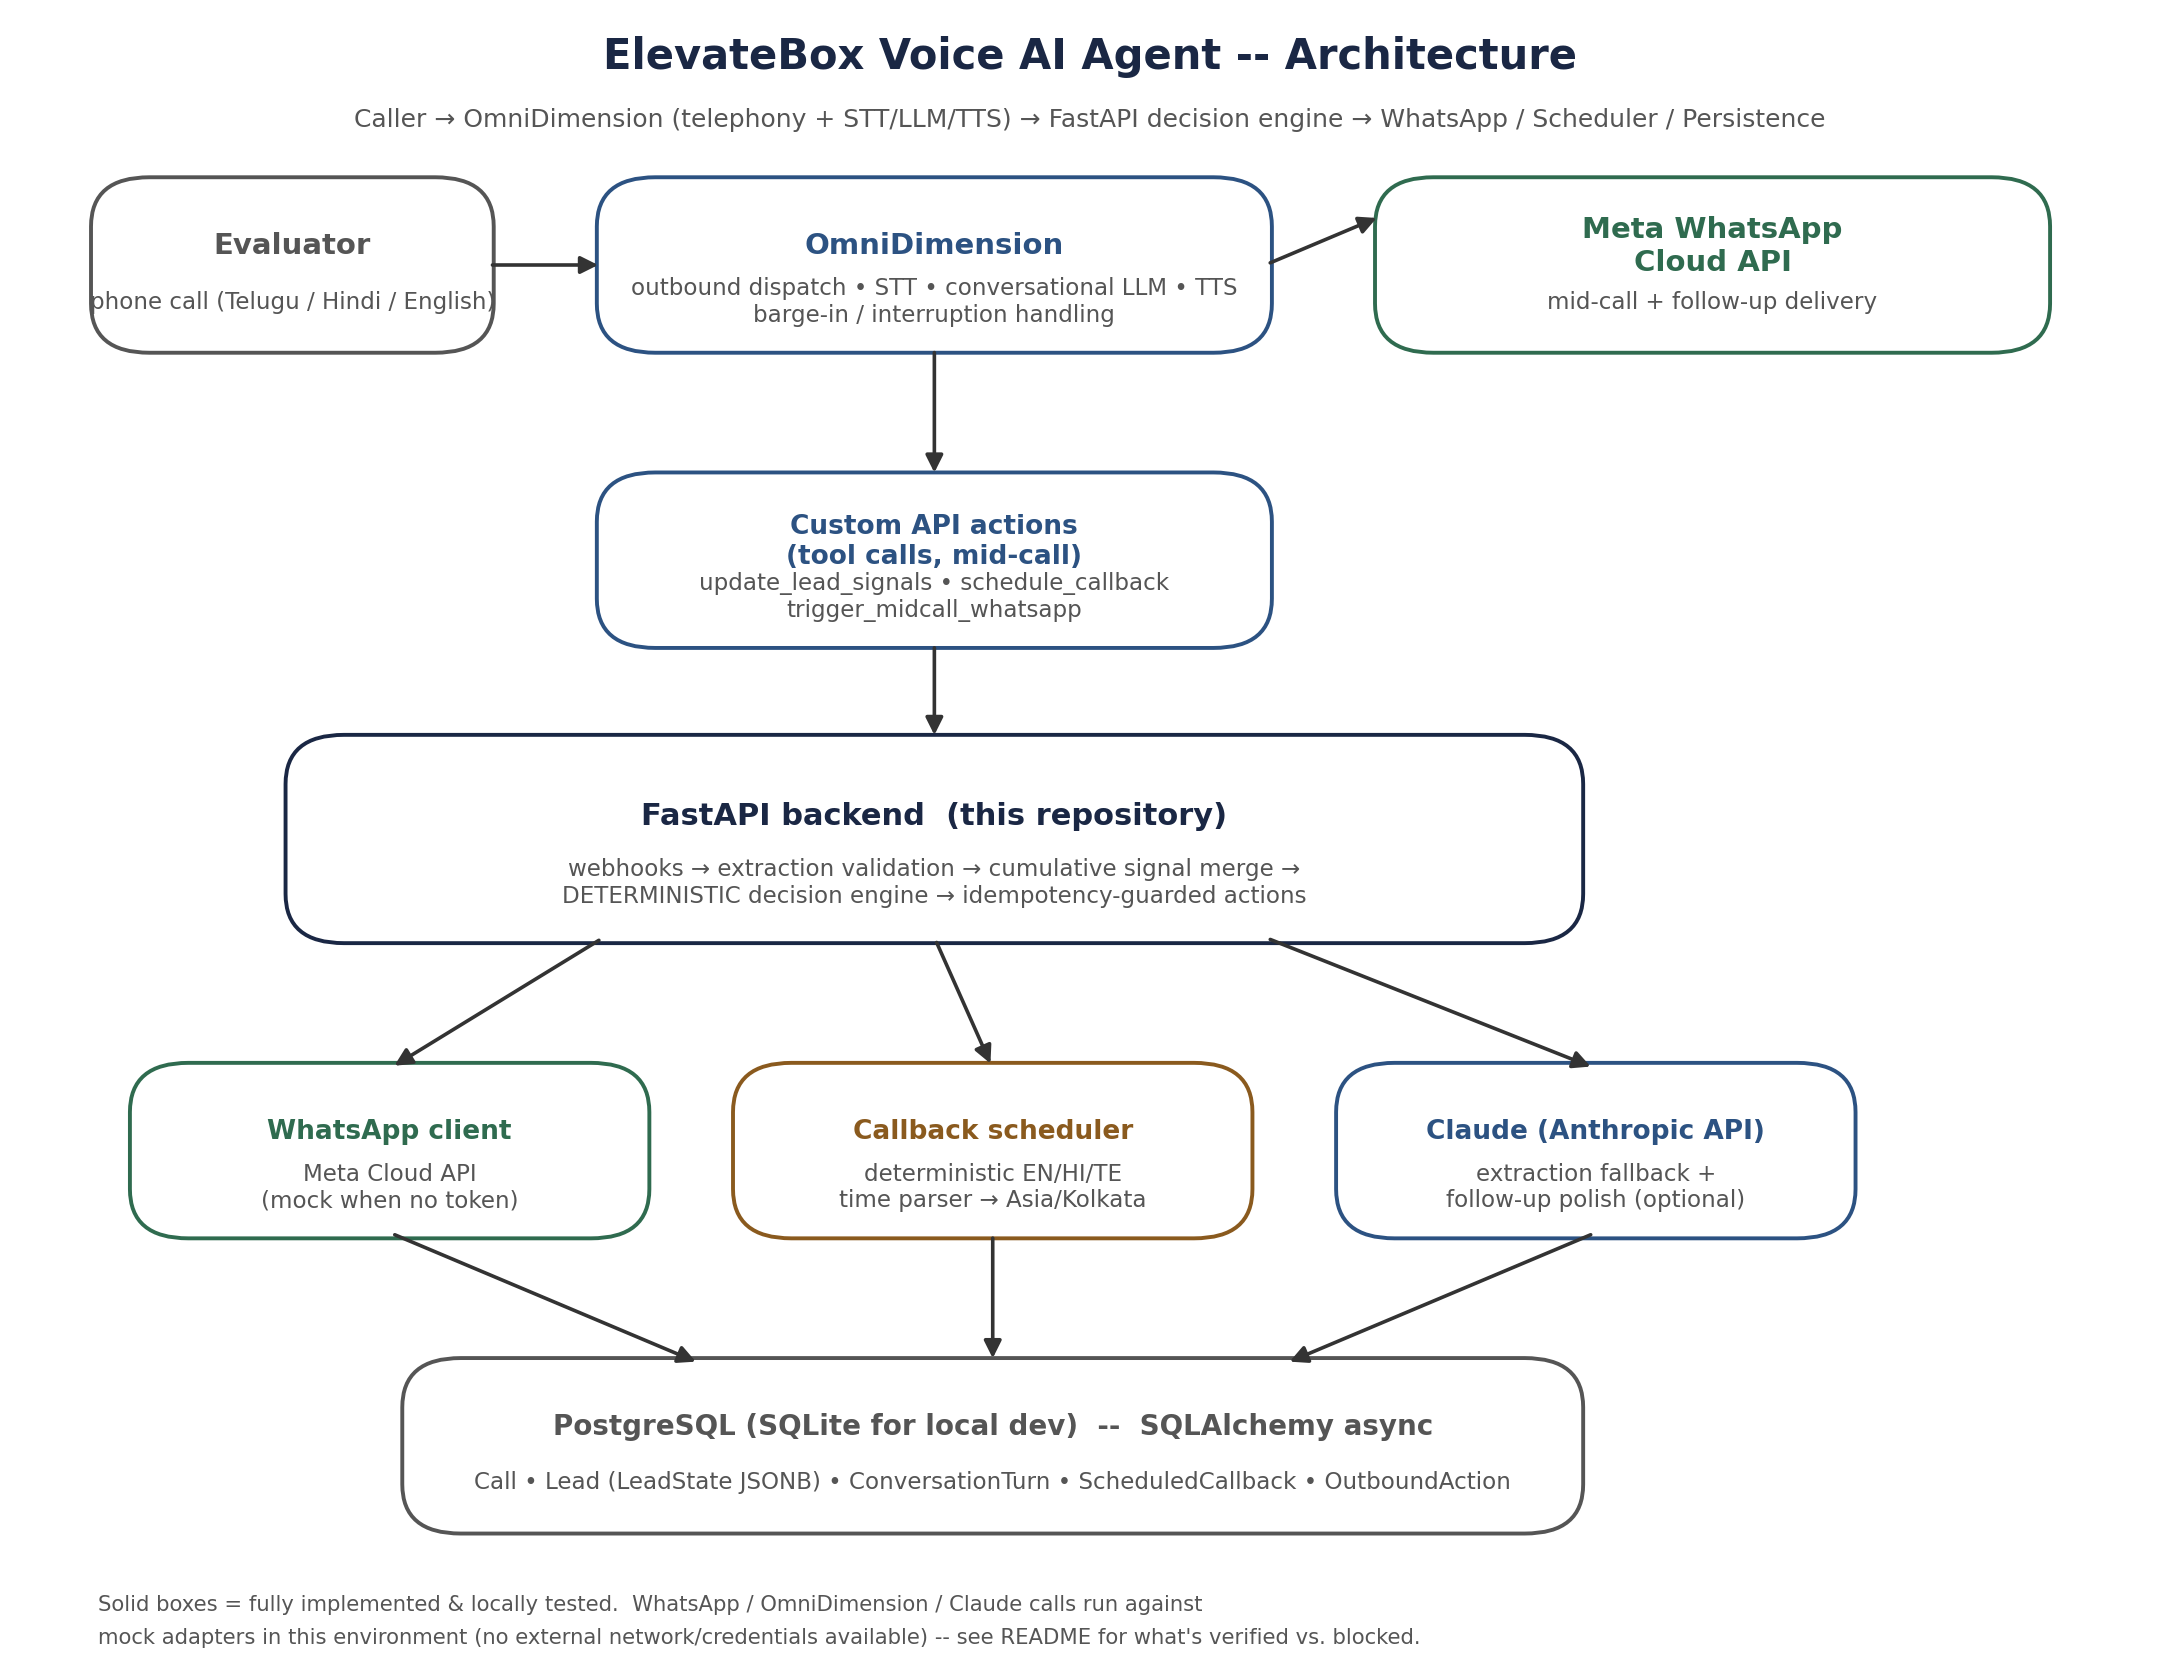 ElevateBox Voice AI Agent -- Architecture
Caller → OmniDimension (telephony + STT/LLM/TTS) → FastAPI decision engine → WhatsApp / Scheduler / Persistence
Evaluator
phone call (Telugu / Hindi / English)
OmniDimension
outbound dispatch • STT • conversational LLM • TTS
barge-in / interruption handling
Meta WhatsApp
Cloud API
mid-call + follow-up delivery
Custom API actions
(tool calls, mid-call)
update_lead_signals • schedule_callback
trigger_midcall_whatsapp
FastAPI backend  (this repository)
webhooks → extraction validation → cumulative signal merge →
DETERMINISTIC decision engine → idempotency-guarded actions
WhatsApp client
Meta Cloud API
(mock when no token)
Callback scheduler
deterministic EN/HI/TE
time parser → Asia/Kolkata
Claude (Anthropic API)
extraction fallback +
follow-up polish (optional)
PostgreSQL (SQLite for local dev)  --  SQLAlchemy async
Call • Lead (LeadState JSONB) • ConversationTurn • ScheduledCallback • OutboundAction
Solid boxes = fully implemented & locally tested.  WhatsApp / OmniDimension / Claude calls run against
mock adapters in this environment (no external network/credentials available) -- see README for what's verified vs. blocked.